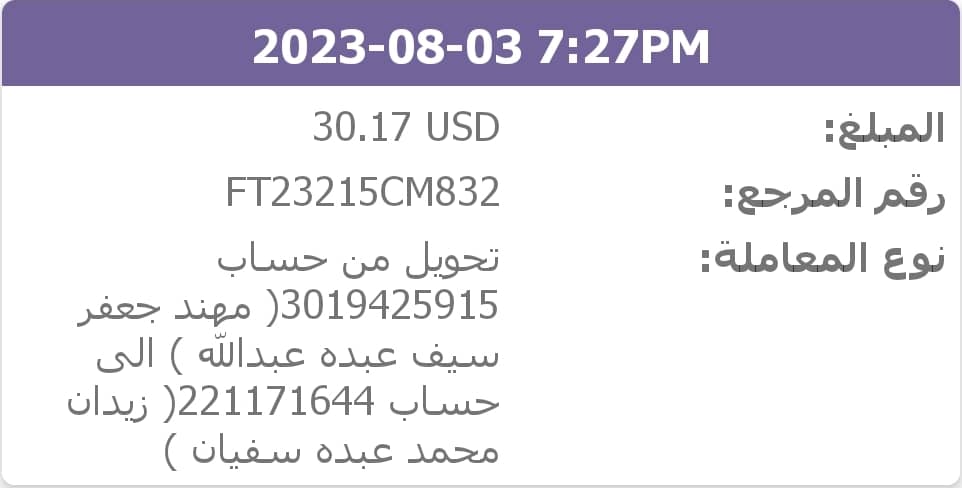 2023-08-03 7:27PM
المبلغ: 30.17 USD
رقم المرجع: FT23215CM832
نوع المعاملة: تحويل من حساب
3019425915( مهند جعفر
سيف عبده عبدالله ) الى
حساب 221171644( زيدان
محمد عبده سفيان )